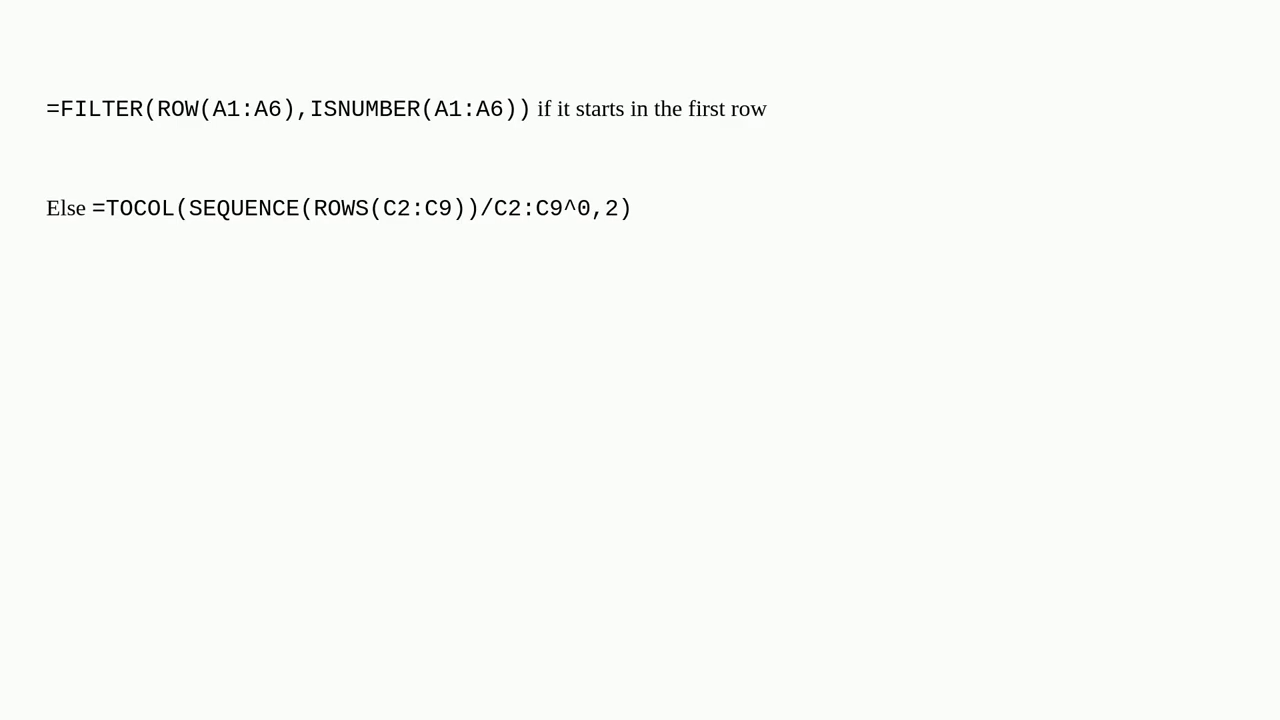 =FILTER(ROW(A1:A6),ISNUMBER(A1:A6)) if it starts in the first row
Else =TOCOL(SEQUENCE(ROWS(C2:C9))/C2:C9^0,2)